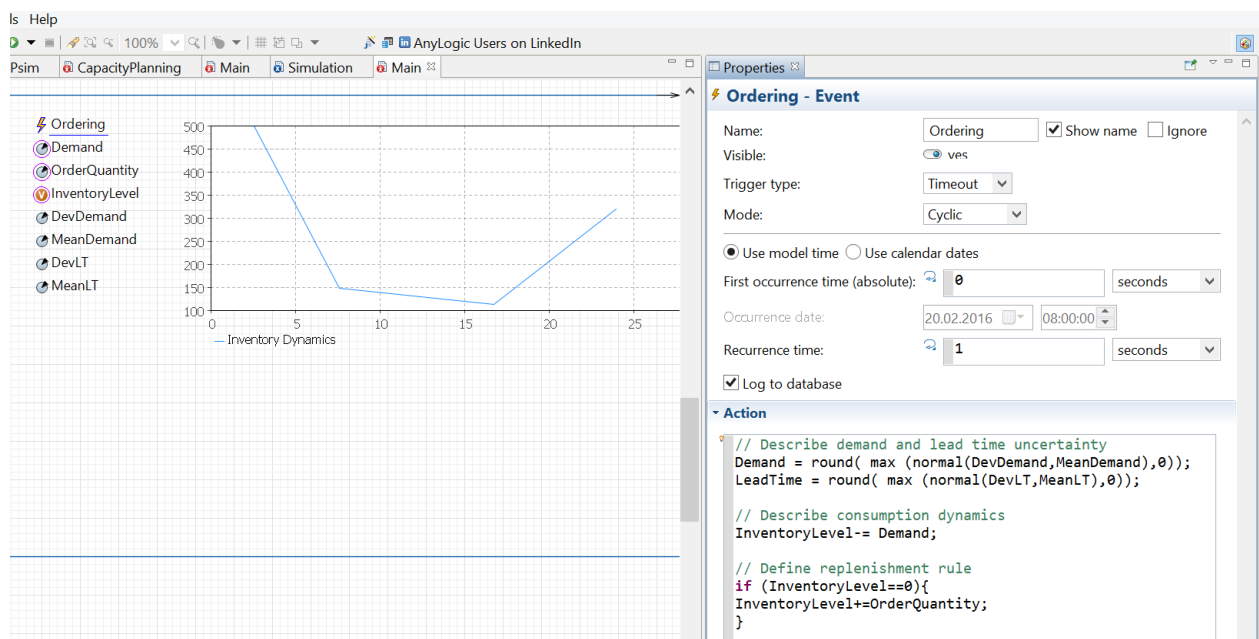 ls Help
100% AnyLogic Users on LinkedIn
Psim CapacityPlanning Main Simulation Main
Ordering
Demand
OrderQuantity
InventoryLevel
DevDemand
MeanDemand
DevLT
MeanLT
500
450
400
350
300
250
200
150
100
0 5 10 15 20 25
Inventory Dynamics
Properties
Ordering - Event
Name: Ordering Show name Ignore
Visible: yes
Trigger type: Timeout
Mode: Cyclic
Use model time Use calendar dates
First occurrence time (absolute): 0 seconds
Occurrence date: 20.02.2016 08:00:00
Recurrence time: 1 seconds
Log to database
Action
// Describe demand and lead time uncertainty
Demand = round( max (normal(DevDemand,MeanDemand),0));
LeadTime = round( max (normal(DevLT,MeanLT),0));
// Describe consumption dynamics
InventoryLevel-= Demand;
// Define replenishment rule
if (InventoryLevel==0){
InventoryLevel+=OrderQuantity;
}